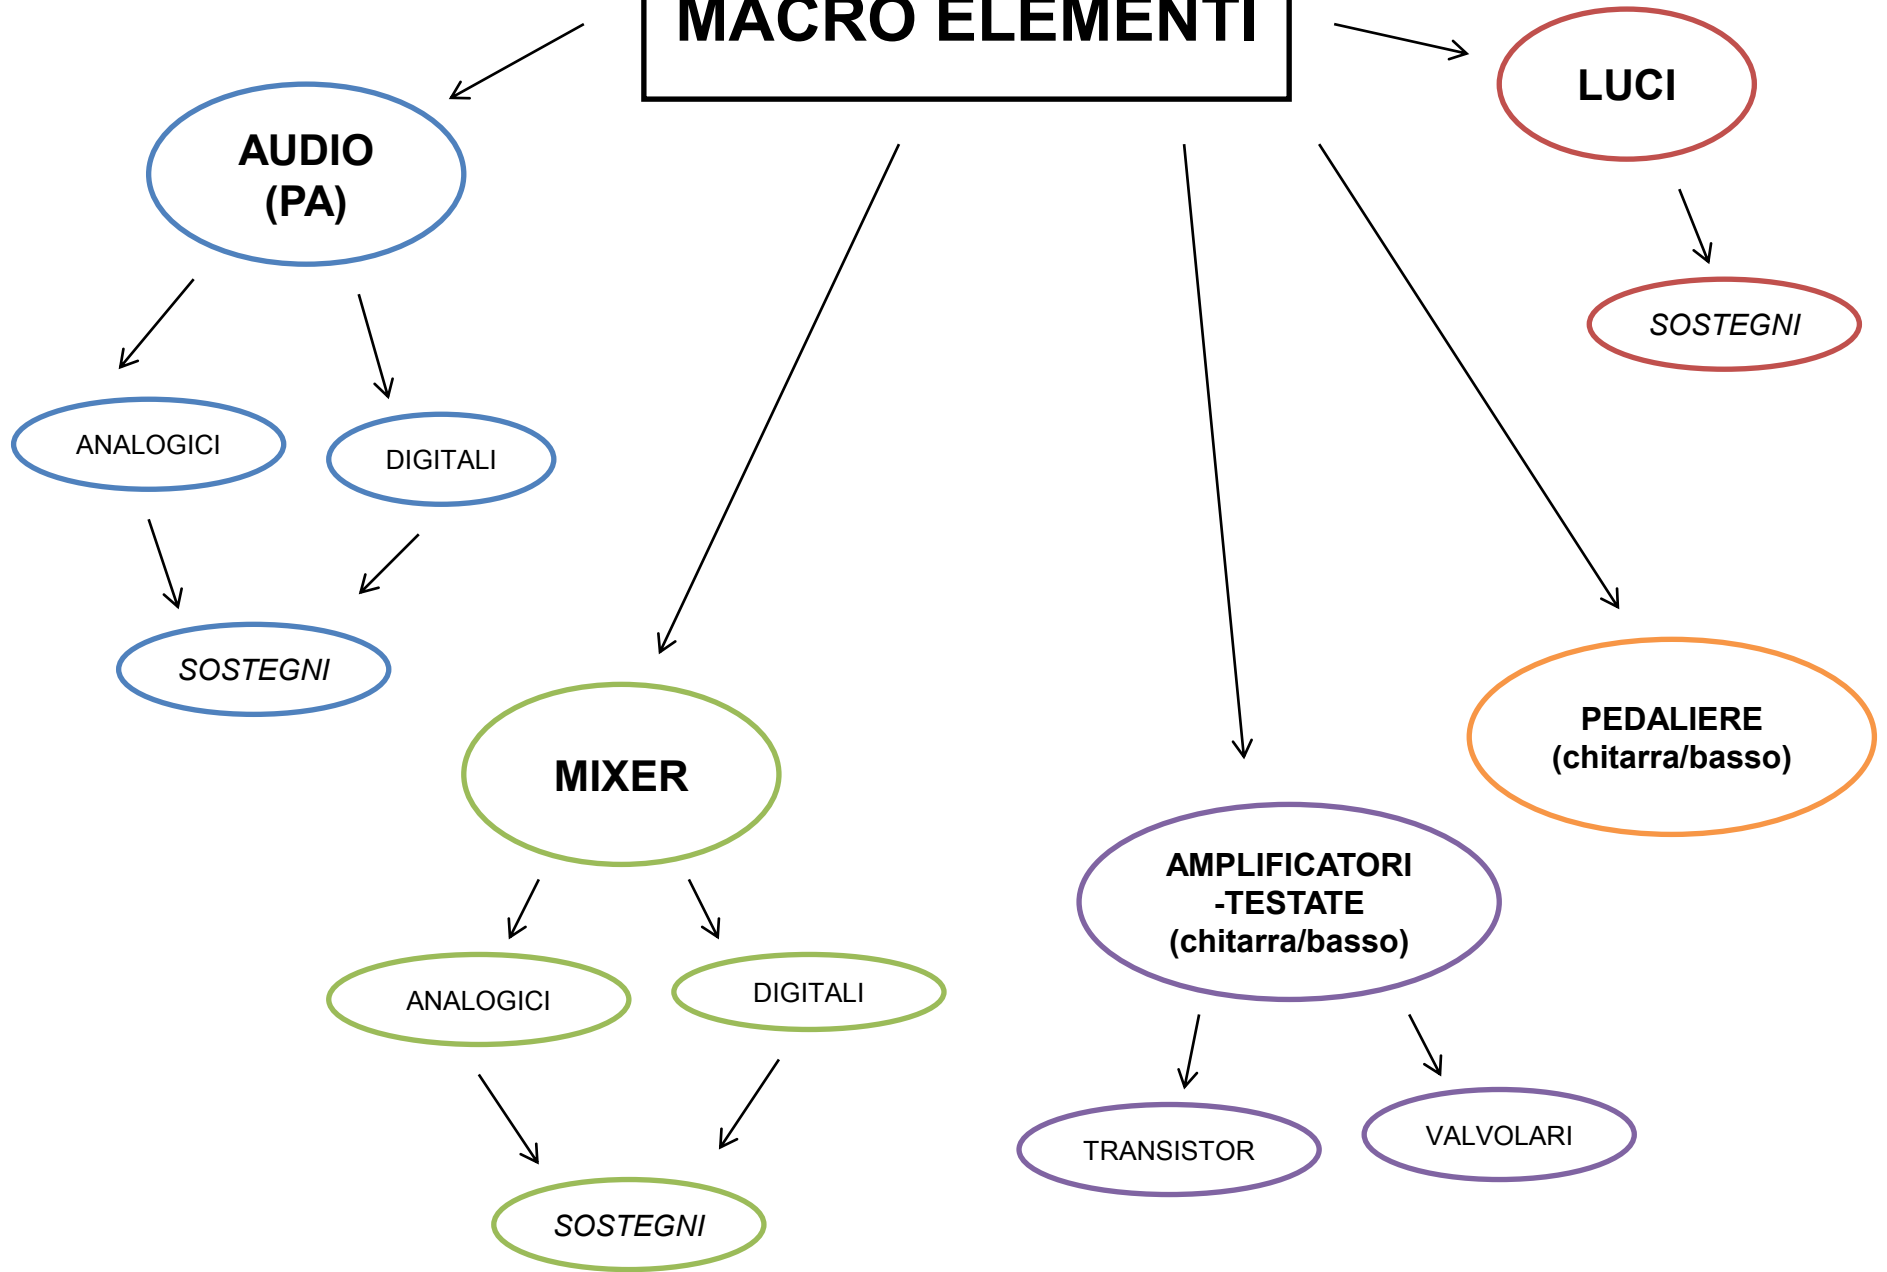 MACRO ELEMENTI
LUCI
AUDIO
(PA)
SOSTEGNI
ANALOGICI
DIGITALI
SOSTEGNI
PEDALIERE
(chitarra/basso)
MIXER
AMPLIFICATORI
-TESTATE
(chitarra/basso)
ANALOGICI
DIGITALI
TRANSISTOR
VALVOLARI
SOSTEGNI